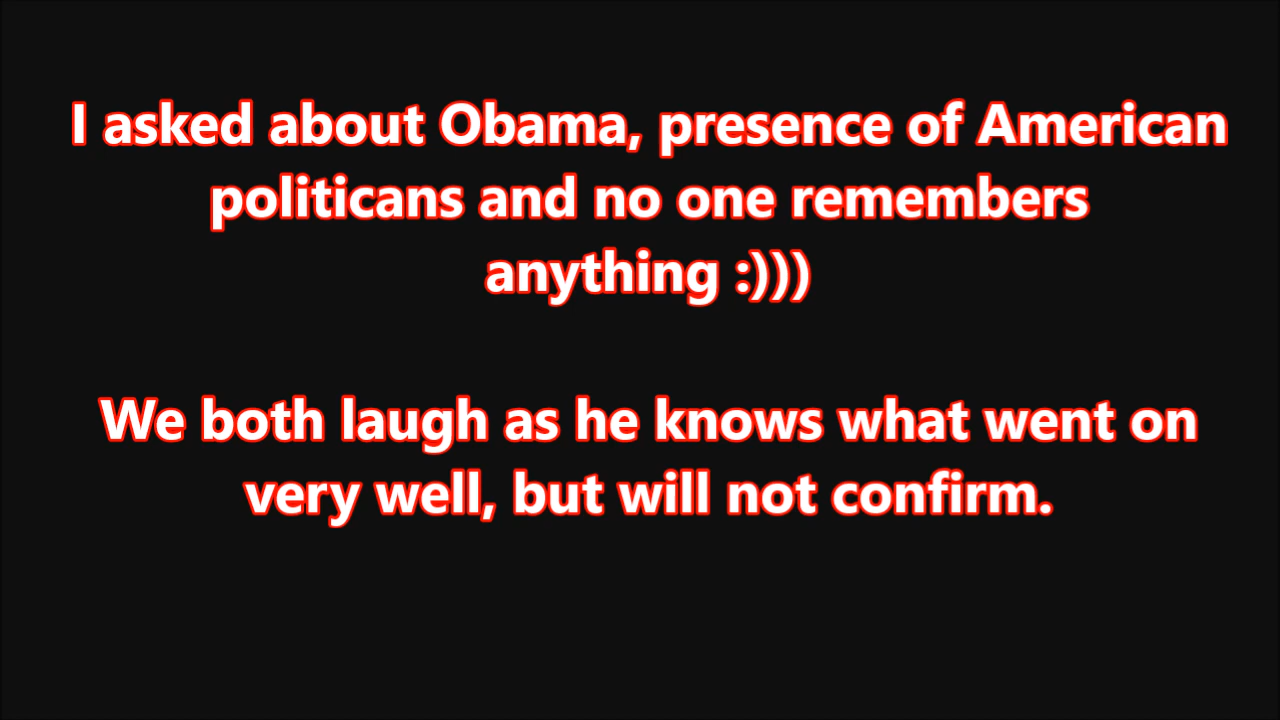 I asked about Obama, presence of American
politicans and no one remembers
anything :)))
We both laugh as he knows what went on
very well, but will not confirm.